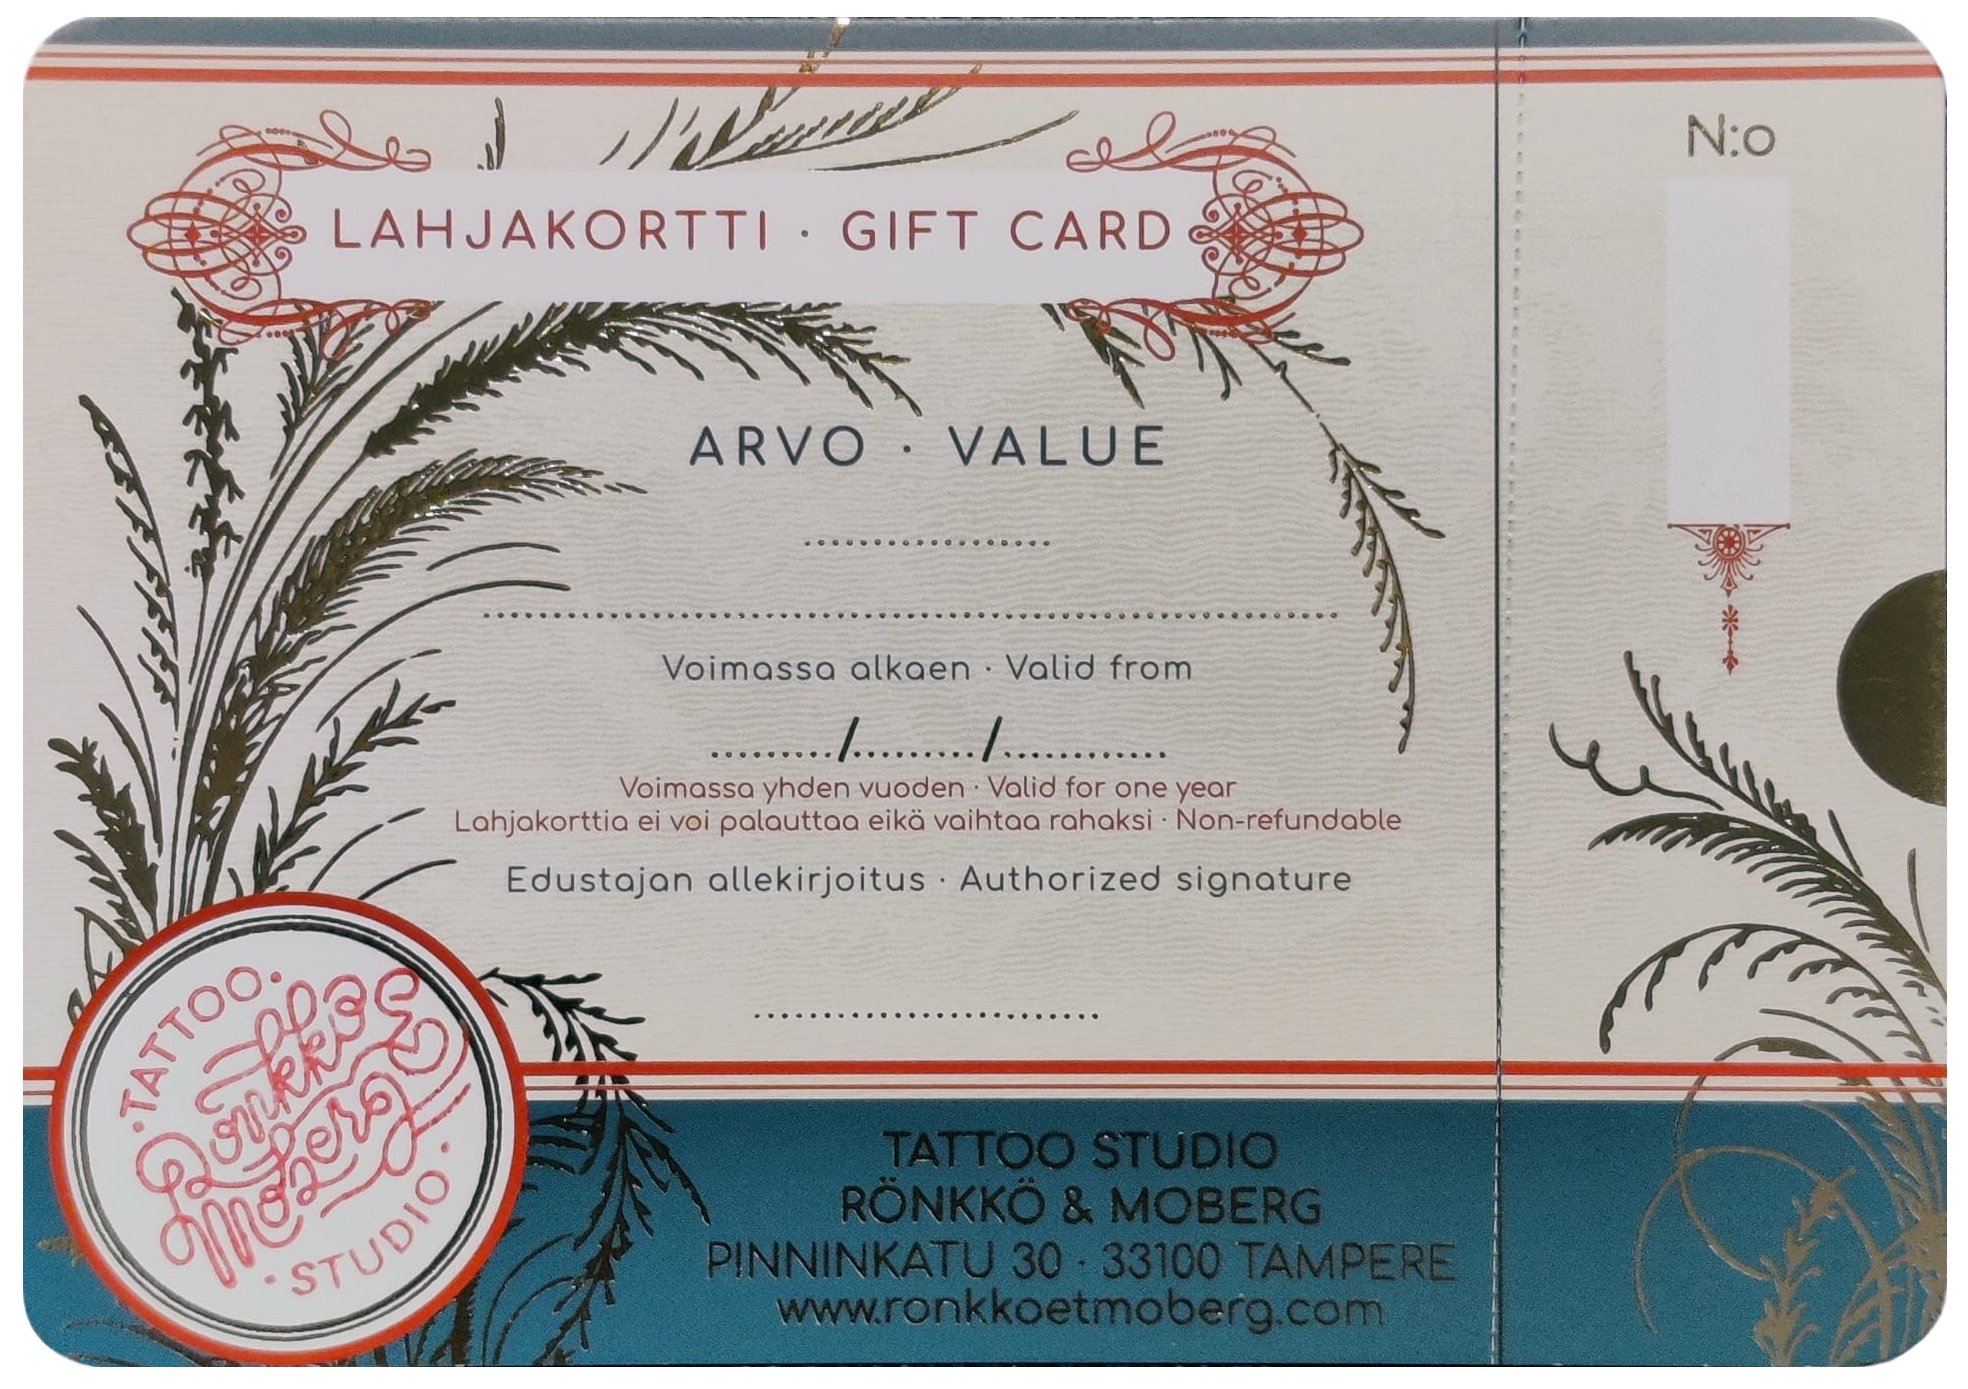 N:o
LAHJAKORTTI · GIFT CARD
ARVO · VALUE
Voimassa alkaen · Valid from
........../........../..............
Voimassa yhden vuoden · Valid for one year
Lahjakorttia ei voi palauttaa eikä vaihtaa rahaksi · Non-refundable
Edustajan allekirjoitus · Authorized signature
· TATTOO ·
Rönkkö &
Moberg
· STUDIO ·
TATTOO STUDIO
RÖNKKÖ & MOBERG
PINNINKATU 30 · 33100 TAMPERE
www.ronkkoetmoberg.com